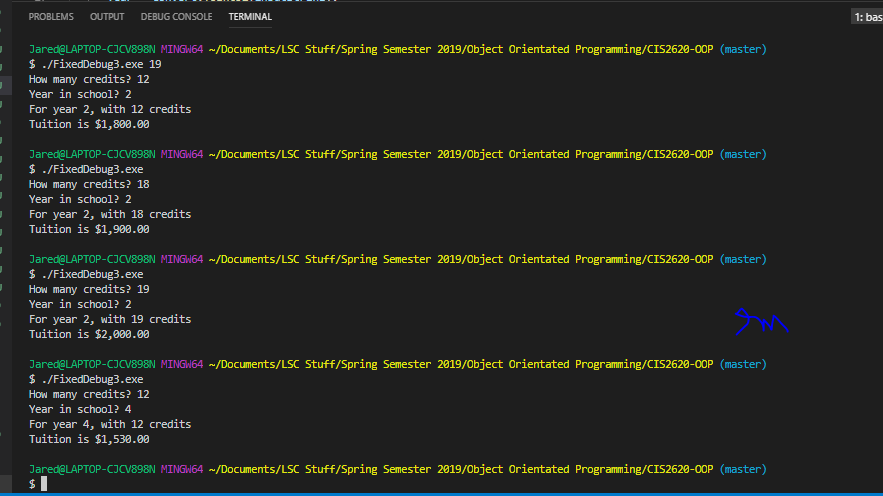 PROBLEMS OUTPUT DEBUG CONSOLE TERMINAL 1: bas
Jared@LAPTOP-CJCV898N MINGW64 ~/Documents/LSC Stuff/Spring Semester 2019/Object Orientated Programming/CIS2620-OOP (master)
$ ./FixedDebug3.exe 19
How many credits? 12
Year in school? 2
For year 2, with 12 credits
Tuition is $1,800.00
Jared@LAPTOP-CJCV898N MINGW64 ~/Documents/LSC Stuff/Spring Semester 2019/Object Orientated Programming/CIS2620-OOP (master)
$ ./FixedDebug3.exe
How many credits? 18
Year in school? 2
For year 2, with 18 credits
Tuition is $1,900.00
Jared@LAPTOP-CJCV898N MINGW64 ~/Documents/LSC Stuff/Spring Semester 2019/Object Orientated Programming/CIS2620-OOP (master)
$ ./FixedDebug3.exe
How many credits? 19
Year in school? 2
For year 2, with 19 credits
Tuition is $2,000.00
Jared@LAPTOP-CJCV898N MINGW64 ~/Documents/LSC Stuff/Spring Semester 2019/Object Orientated Programming/CIS2620-OOP (master)
$ ./FixedDebug3.exe
How many credits? 12
Year in school? 4
For year 4, with 12 credits
Tuition is $1,530.00
Jared@LAPTOP-CJCV898N MINGW64 ~/Documents/LSC Stuff/Spring Semester 2019/Object Orientated Programming/CIS2620-OOP (master)
$